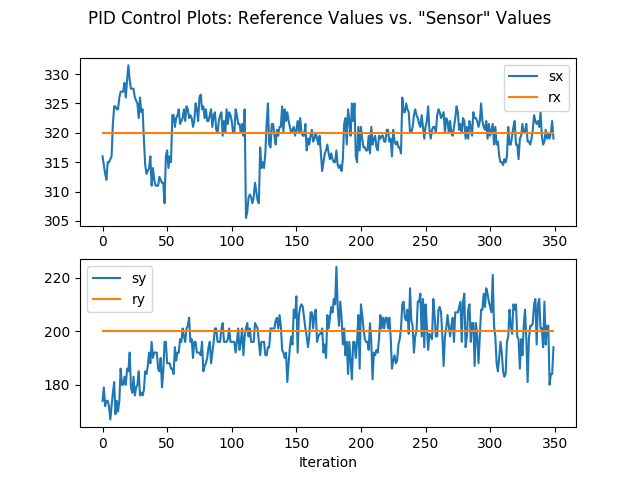 PID Control Plots: Reference Values vs. "Sensor" Values
330
325
320
315
310
305
sx
rx
0 50 100 150 200 250 300 350
220
200
180
sy
ry
0 50 100 150 200 250 300 350
Iteration